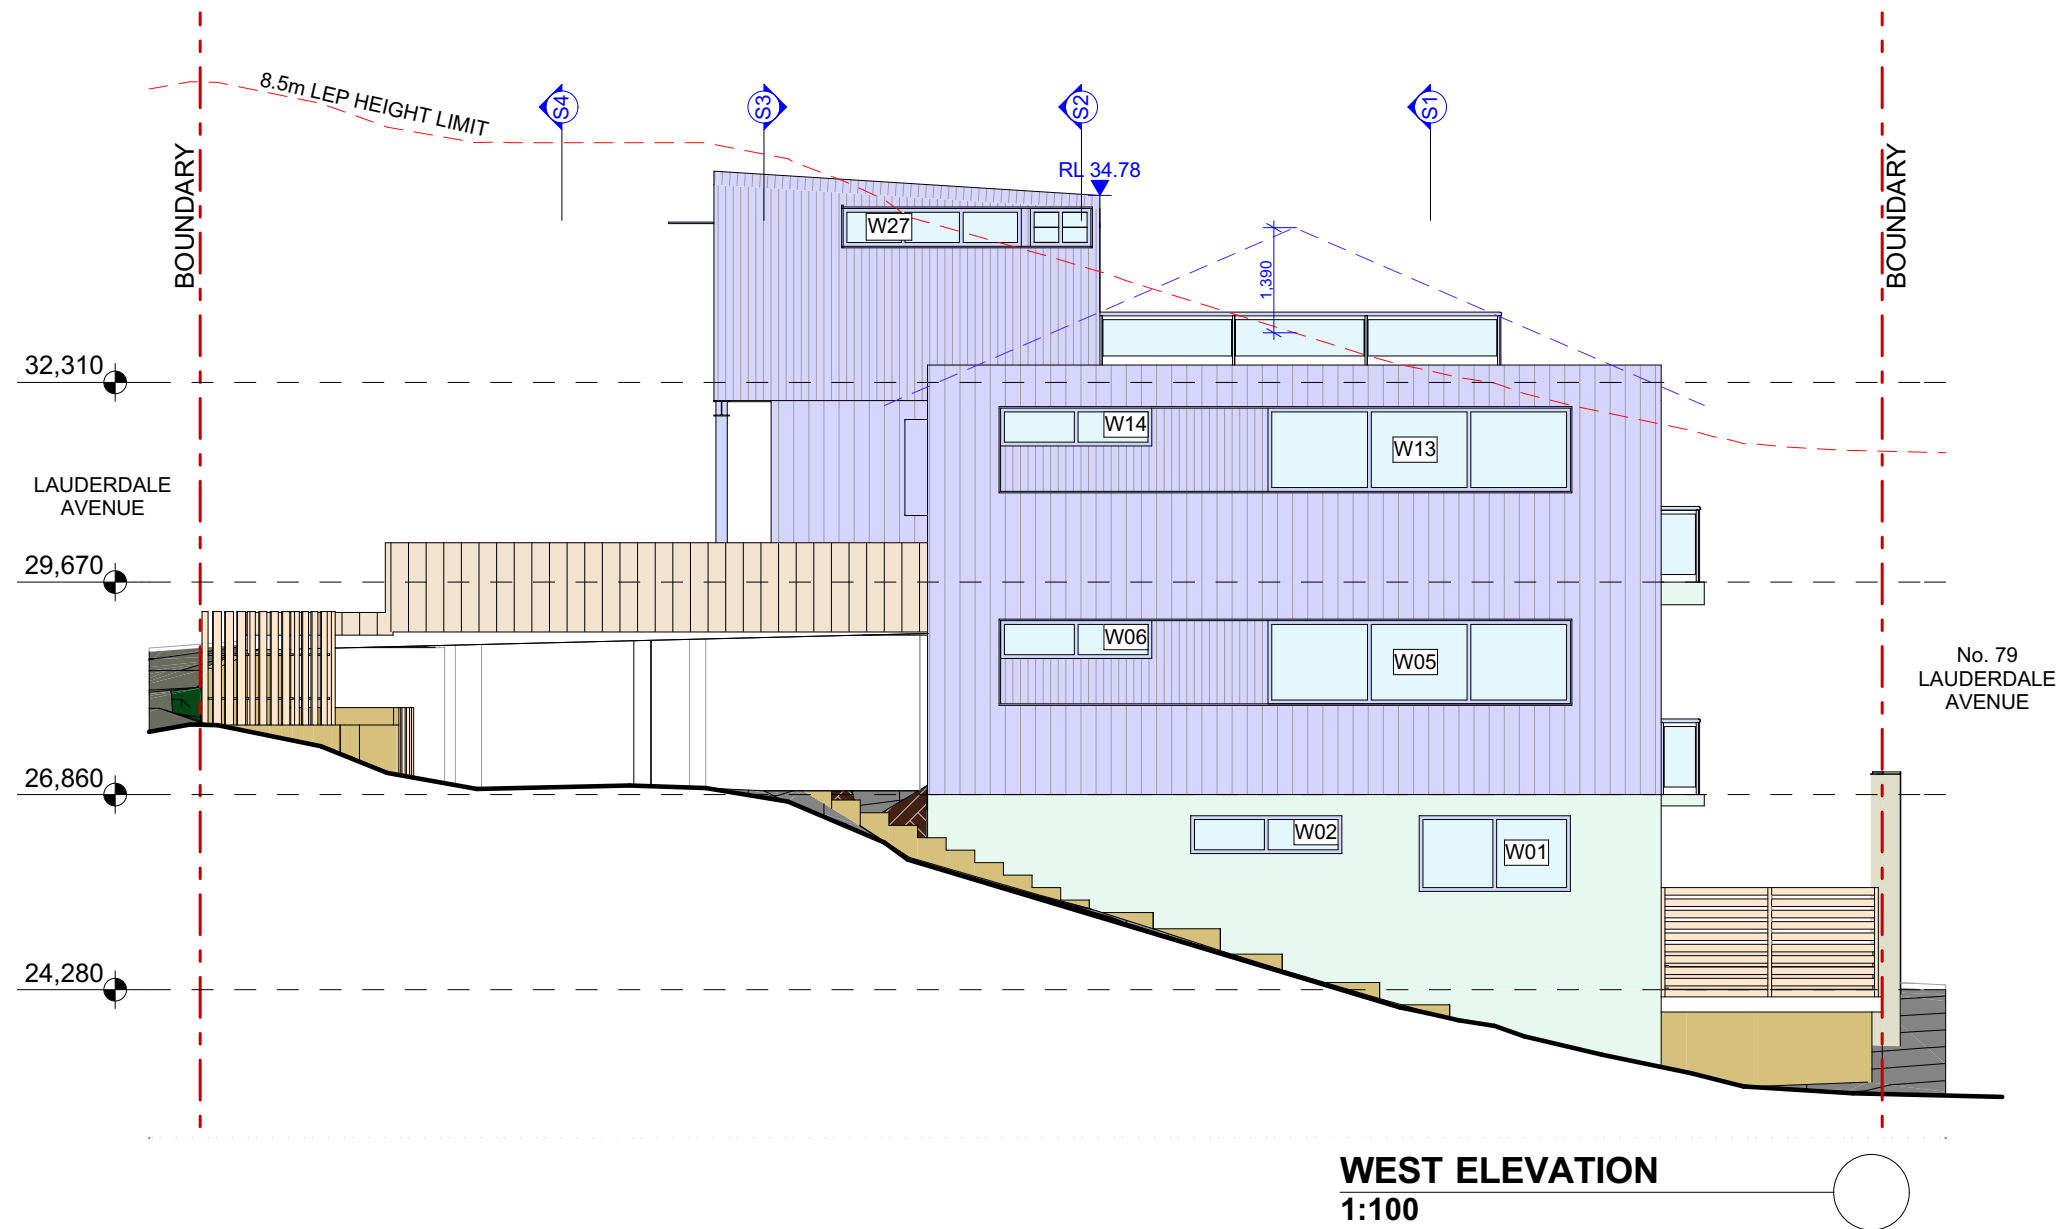 8.5m LEP HEIGHT LIMIT
S4
S3
S2
S1
BOUNDARY
BOUNDARY
RL 34.78
W27
1,390
32,310
W14
W13
LAUDERDALE
AVENUE
29,670
W06
W05
No. 79
LAUDERDALE
AVENUE
26,860
W02
W01
24,280
WEST ELEVATION
1:100